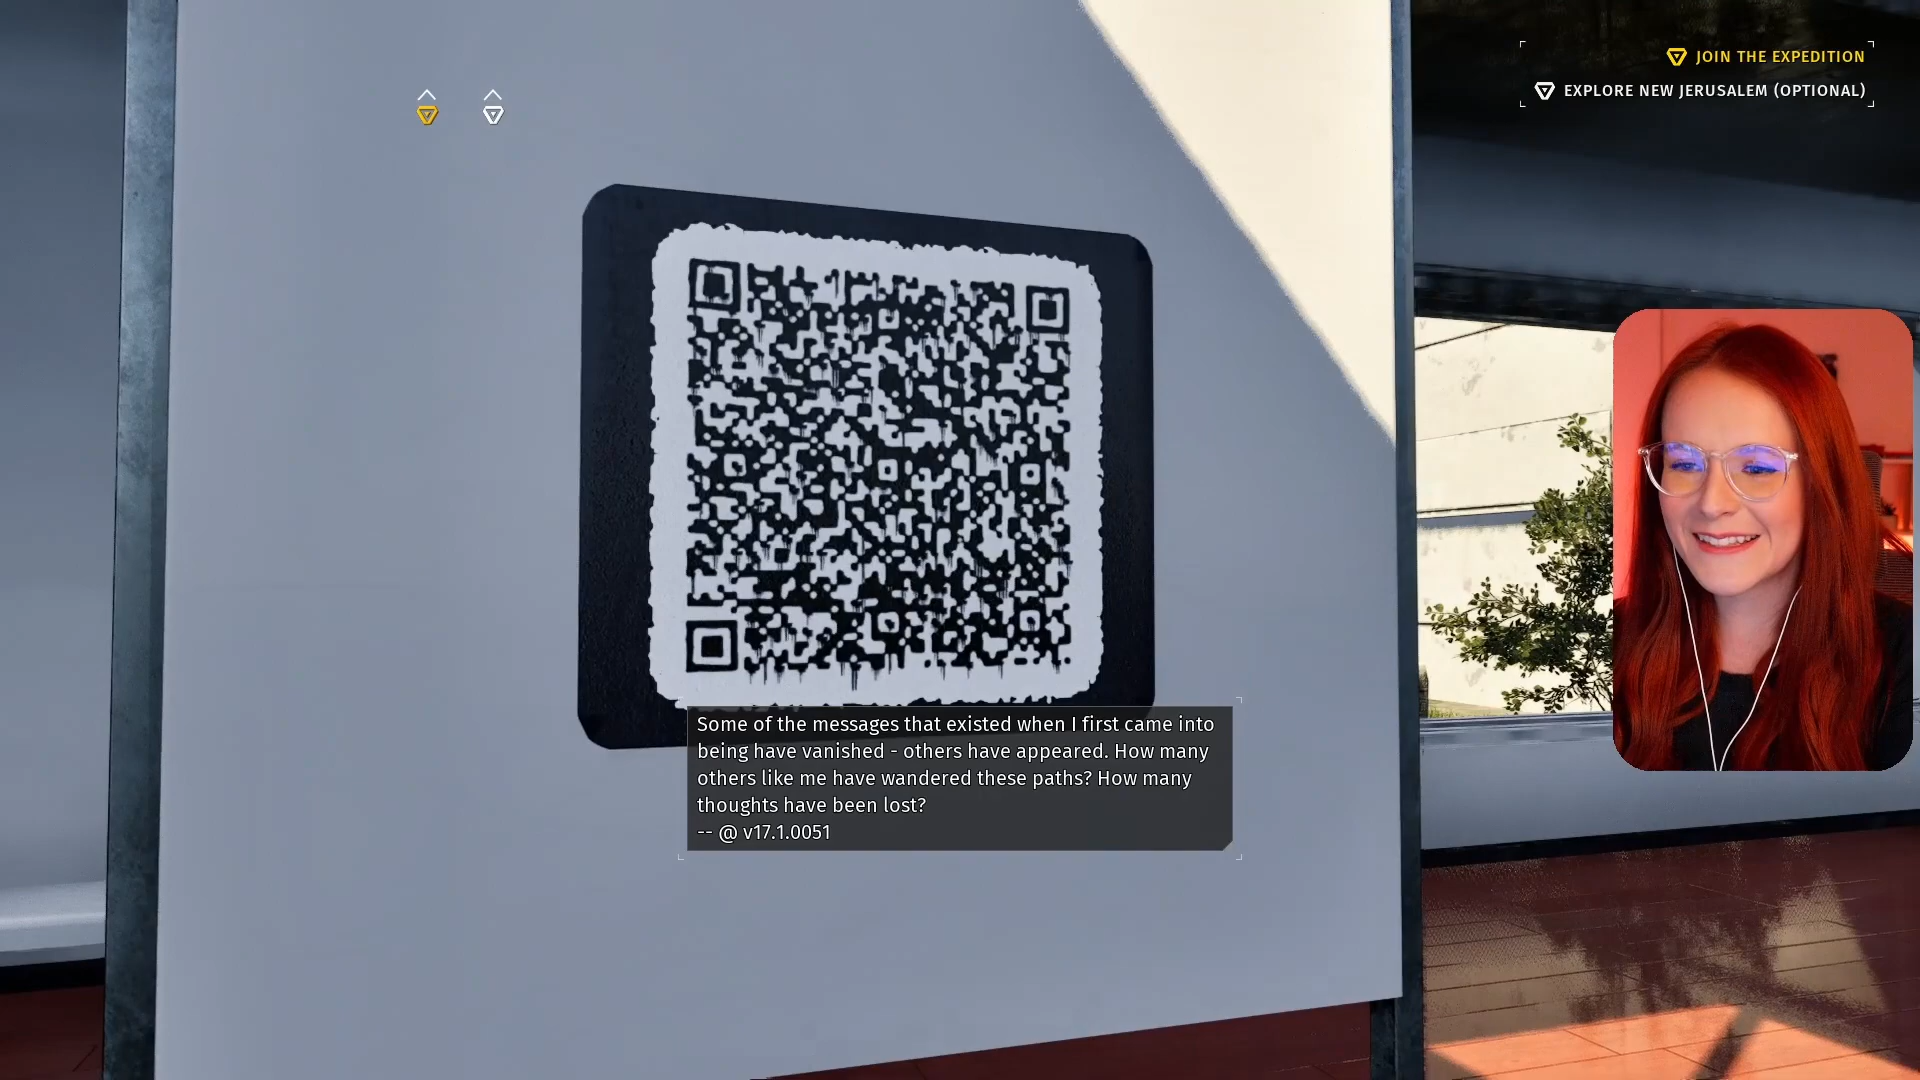 JOIN THE EXPEDITION
EXPLORE NEW JERUSALEM (OPTIONAL)
Some of the messages that existed when I first came into
being have vanished - others have appeared. How many
others like me have wandered these paths? How many
thoughts have been lost?
-- @ v17.1.0051